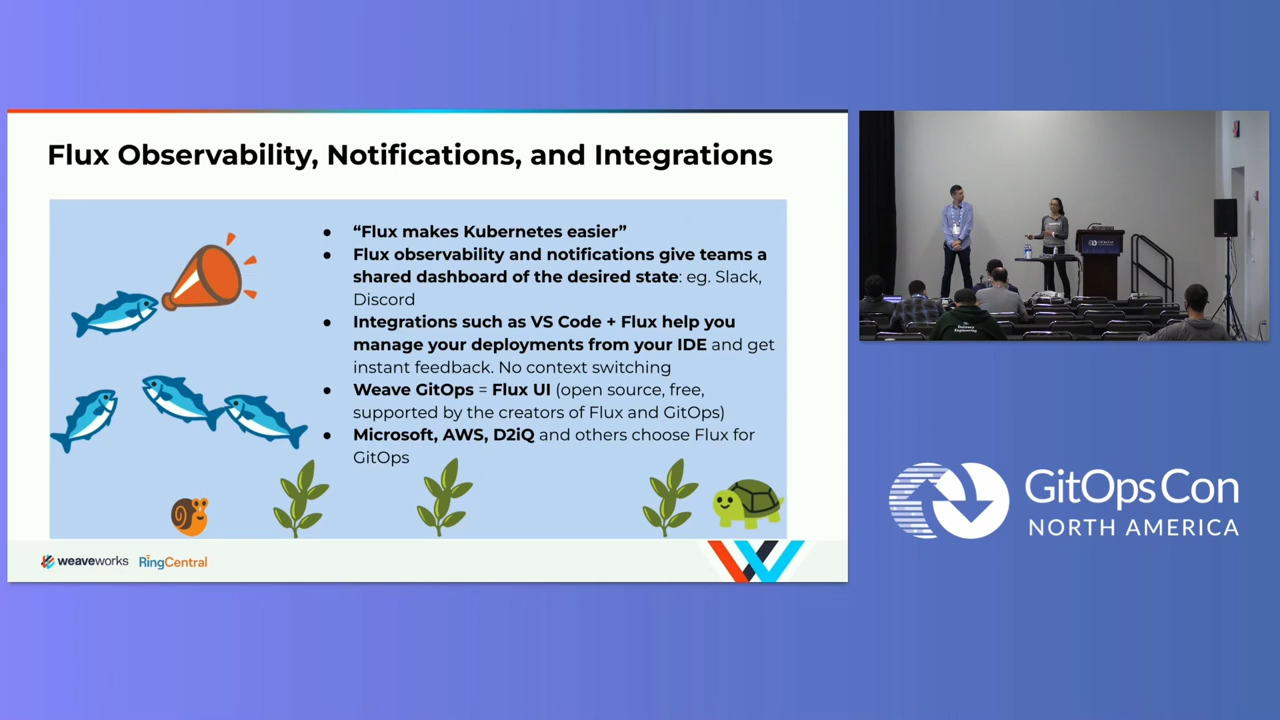 Flux Observability, Notifications, and Integrations
● “Flux makes Kubernetes easier”
● Flux observability and notifications give teams a
shared dashboard of the desired state: eg. Slack,
Discord
● Integrations such as VS Code + Flux help you
manage your deployments from your IDE and get
instant feedback. No context switching
● Weave GitOps = Flux UI (open source, free,
supported by the creators of Flux and GitOps)
● Microsoft, AWS, D2iQ and others choose Flux for
GitOps
weaveworks RingCentral
GitOpsCon
NORTH AMERICA